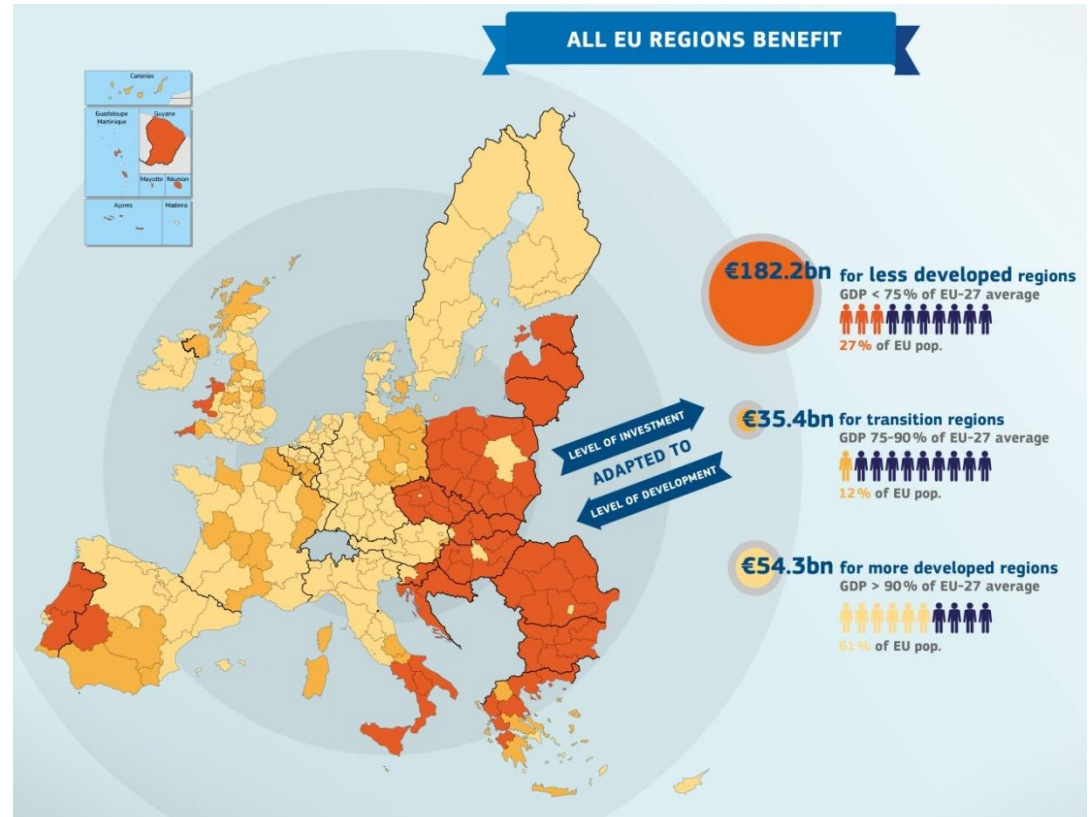 ALL EU REGIONS BENEFIT
Canarias
Guadeloupe
Martinique
Guyane
Mayotte
Réunion
Açores
Madeira
€182.2bn for less developed regions
GDP < 75% of EU-27 average
27% of EU pop.
LEVEL OF INVESTMENT
ADAPTED TO
LEVEL OF DEVELOPMENT
€35.4bn for transition regions
GDP 75-90% of EU-27 average
12% of EU pop.
€54.3bn for more developed regions
GDP > 90% of EU-27 average
61% of EU pop.